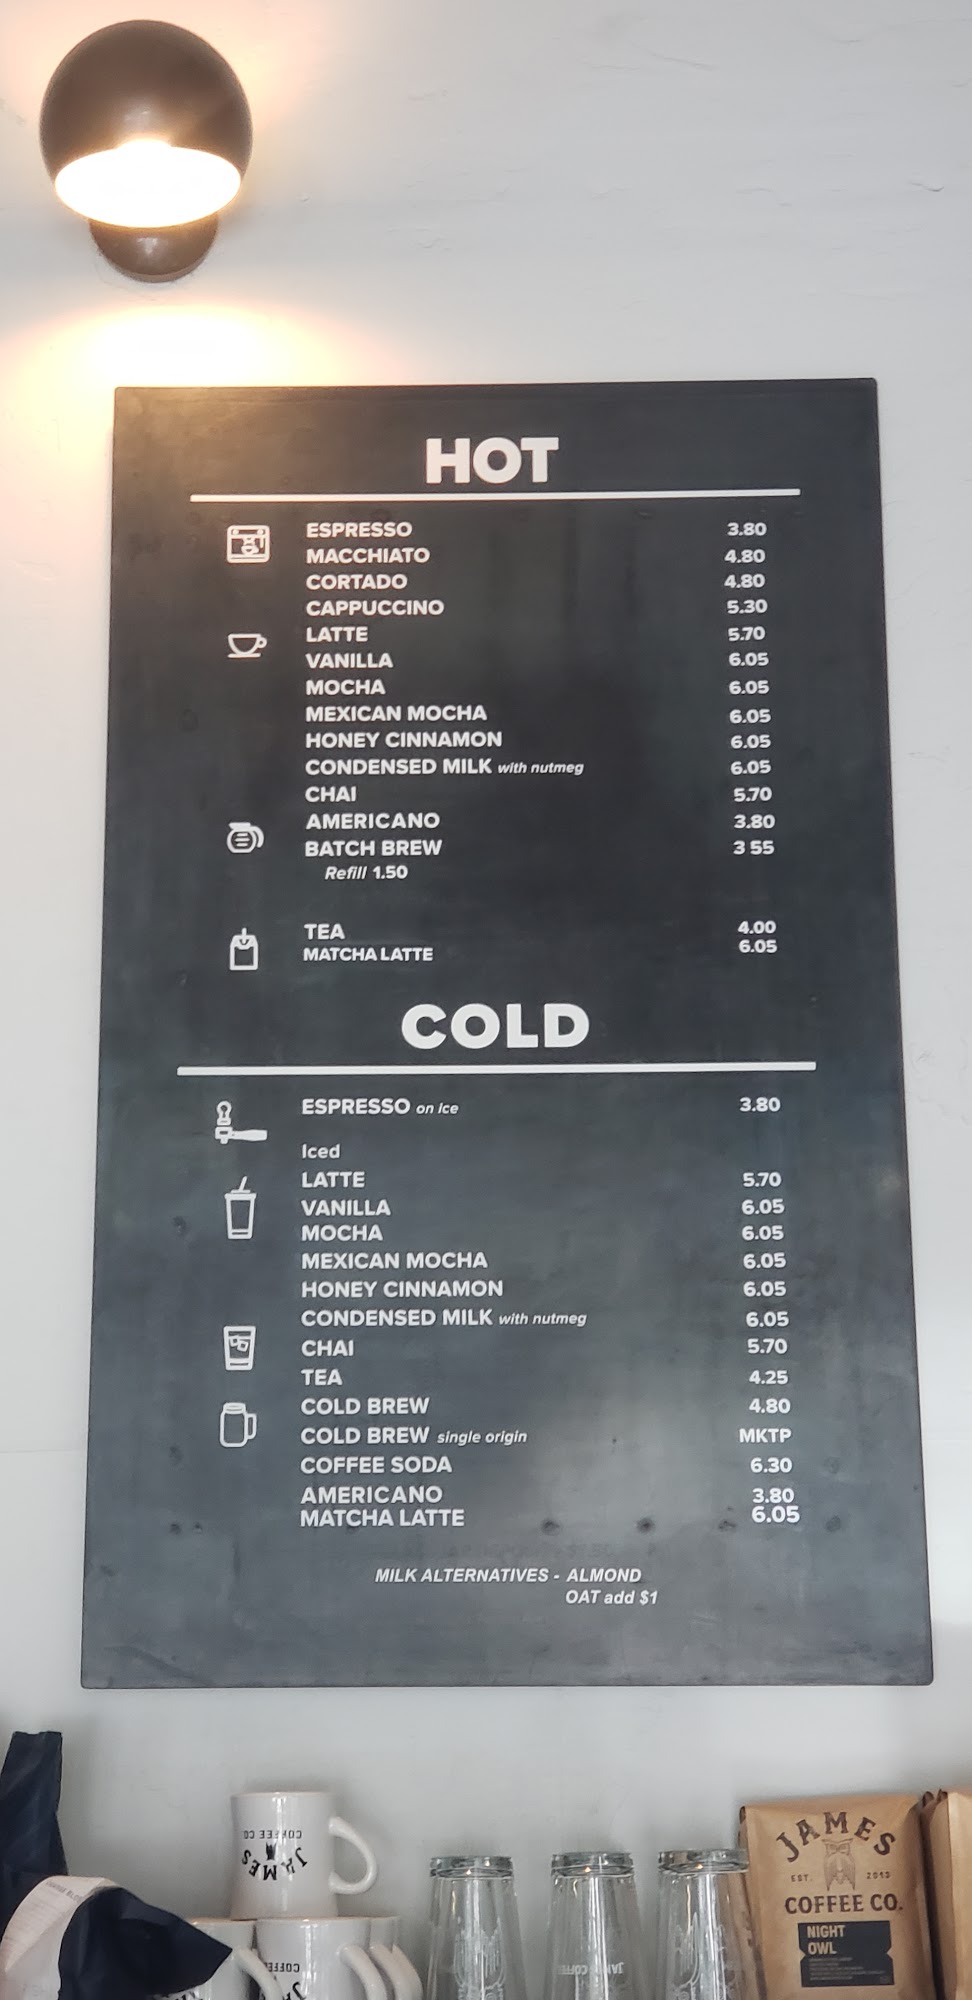 HOT
ESPRESSO 3.80
MACCHIATO 4.80
CORTADO 4.80
CAPPUCCINO 5.30
LATTE 5.70
VANILLA 6.05
MOCHA 6.05
MEXICAN MOCHA 6.05
HONEY CINNAMON 6.05
CONDENSED MILK with nutmeg 6.05
CHAI 5.70
AMERICANO 3.80
BATCH BREW 3 55
Refill 1.50
TEA 4.00
MATCHA LATTE 6.05
COLD
ESPRESSO on ice 3.80
Iced
LATTE 5.70
VANILLA 6.05
MOCHA 6.05
MEXICAN MOCHA 6.05
HONEY CINNAMON 6.05
CONDENSED MILK with nutmeg 6.05
CHAI 5.70
TEA 4.25
COLD BREW 4.80
COLD BREW single origin MKTP
COFFEE SODA 6.30
AMERICANO 3.80
MATCHA LATTE 6.05
MILK ALTERNATIVES - ALMOND
OAT add $1
JAMES
COFFEE CO.
COFFEE
JAMES
EST. 2013
COFFEE CO.
NIGHT
OWL